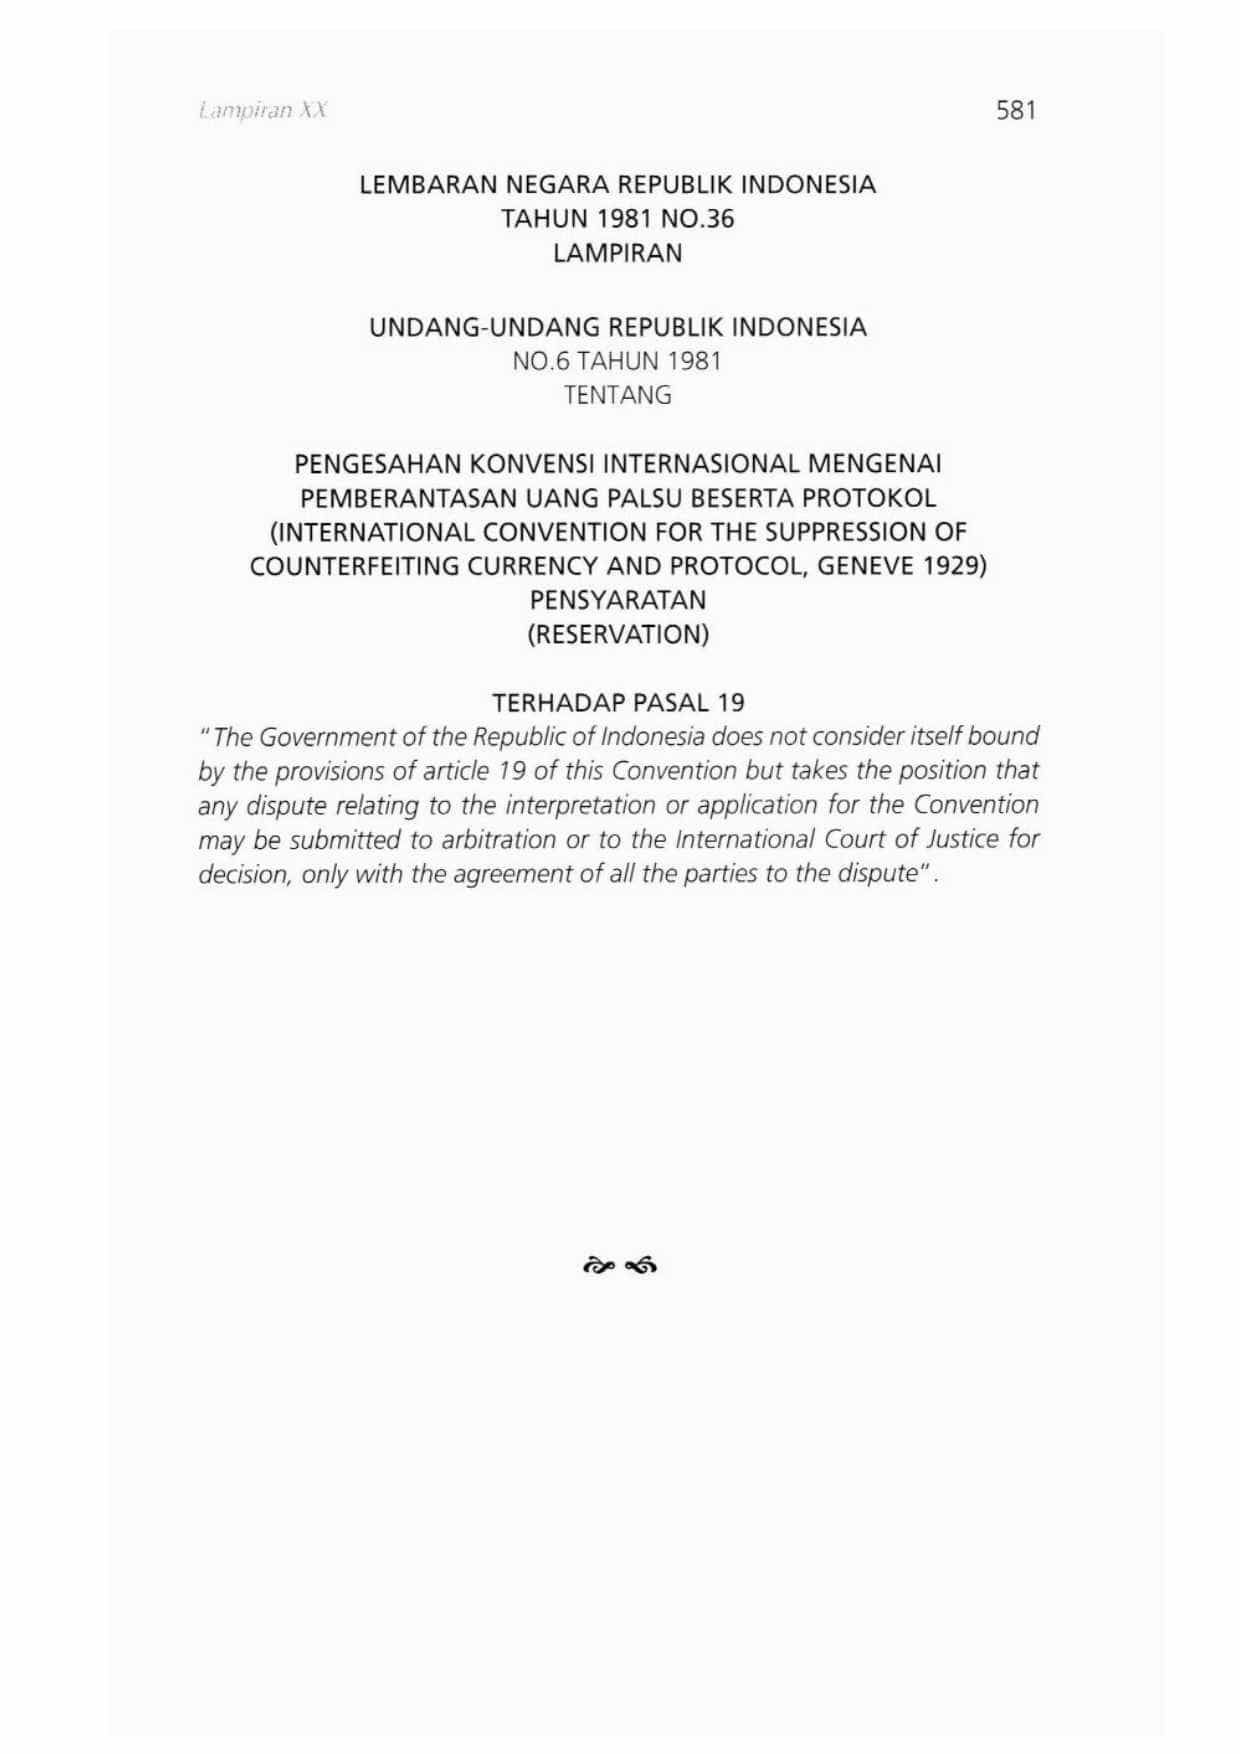 Lampiran XX
581
LEMBARAN NEGARA REPUBLIK INDONESIA
TAHUN 1981 NO.36
LAMPIRAN
UNDANG-UNDANG REPUBLIK INDONESIA
NO.6 TAHUN 1981
TENTANG
PENGESAHAN KONVENSI INTERNASIONAL MENGENAI
PEMBERANTASAN UANG PALSU BESERTA PROTOKOL
(INTERNATIONAL CONVENTION FOR THE SUPPRESSION OF
COUNTERFEITING CURRENCY AND PROTOCOL, GENEVE 1929)
PENSYARATAN
(RESERVATION)
TERHADAP PASAL 19
"The Government of the Republic of Indonesia does not consider itself bound
by the provisions of article 19 of this Convention but takes the position that
any dispute relating to the interpretation or application for the Convention
may be submitted to arbitration or to the International Court of Justice for
decision, only with the agreement of all the parties to the dispute".